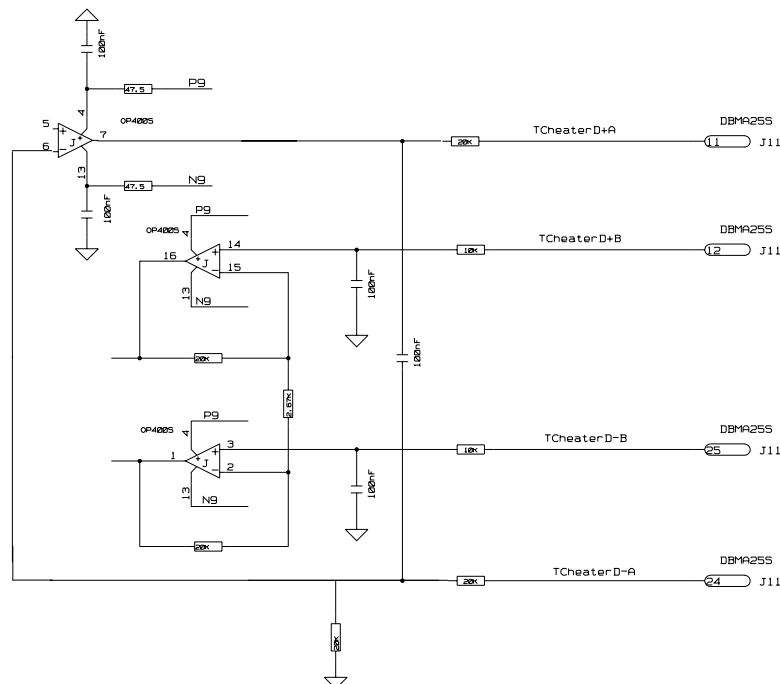 100nF
47.5
P9
4
OP400S
5
+
J
+
7
6
-
13
47.5
N9
100nF
20K
TCheaterD+A
DBMA25S
11
J11
P9
4
OP400S
16
+
J
+
14
-
15
13
N9
10K
TCheaterD+B
DBMA25S
12
J11
100nF
20K
100nF
2.67K
P9
4
OP400S
1
+
J
+
3
-
2
13
N9
10K
TCheaterD-B
DBMA25S
25
J11
100nF
20K
20K
TCheaterD-A
DBMA25S
24
J11
20K